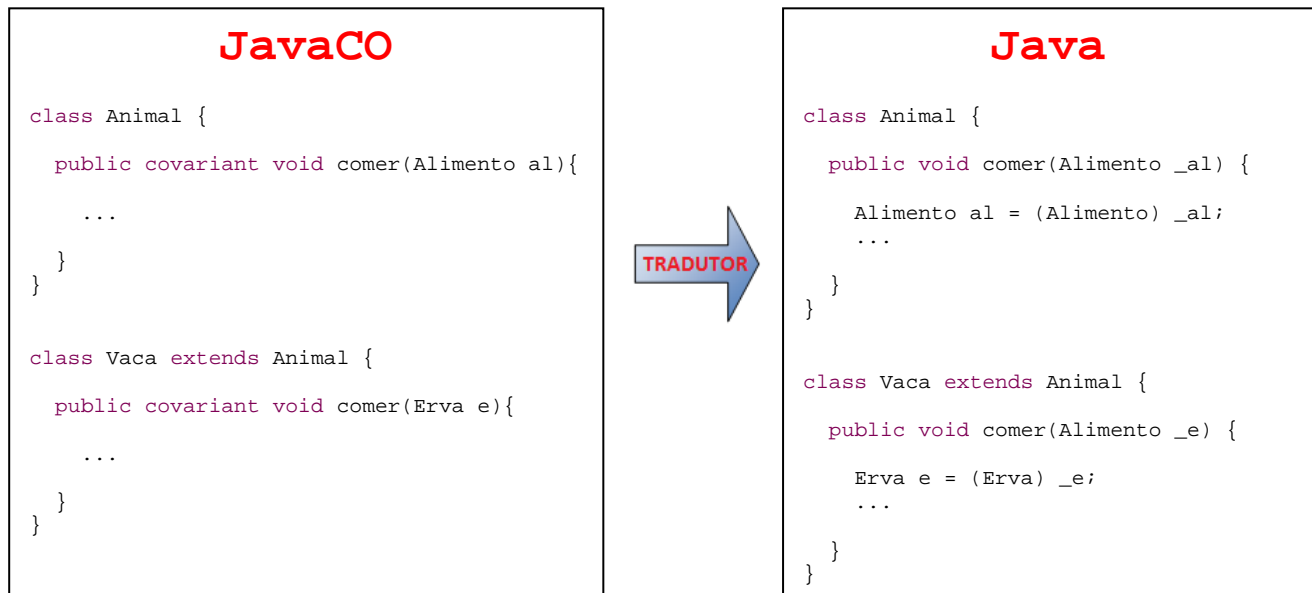 JavaCO
class Animal {
public covariant void comer(Alimento al){
...
}
}
class Vaca extends Animal {
public covariant void comer(Erva e){
...
}
}
TRADUTOR
Java
class Animal {
public void comer(Alimento _al) {
Alimento al = (Alimento) _al;
...
}
}
class Vaca extends Animal {
public void comer(Alimento _e) {
Erva e = (Erva) _e;
...
}
}